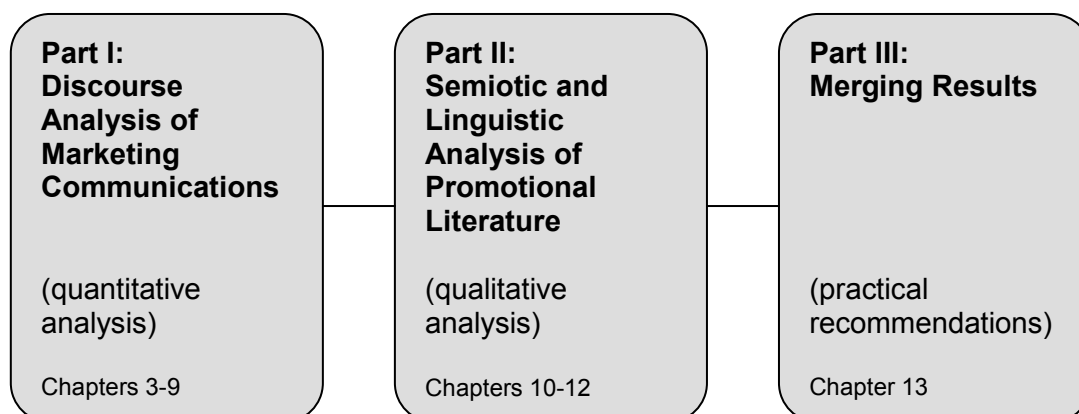 Part I:
Discourse
Analysis of
Marketing
Communications
(quantitative
analysis)
Chapters 3-9
Part II:
Semiotic and
Linguistic
Analysis of
Promotional
Literature
(qualitative
analysis)
Chapters 10-12
Part III:
Merging Results
(practical
recommendations)
Chapter 13